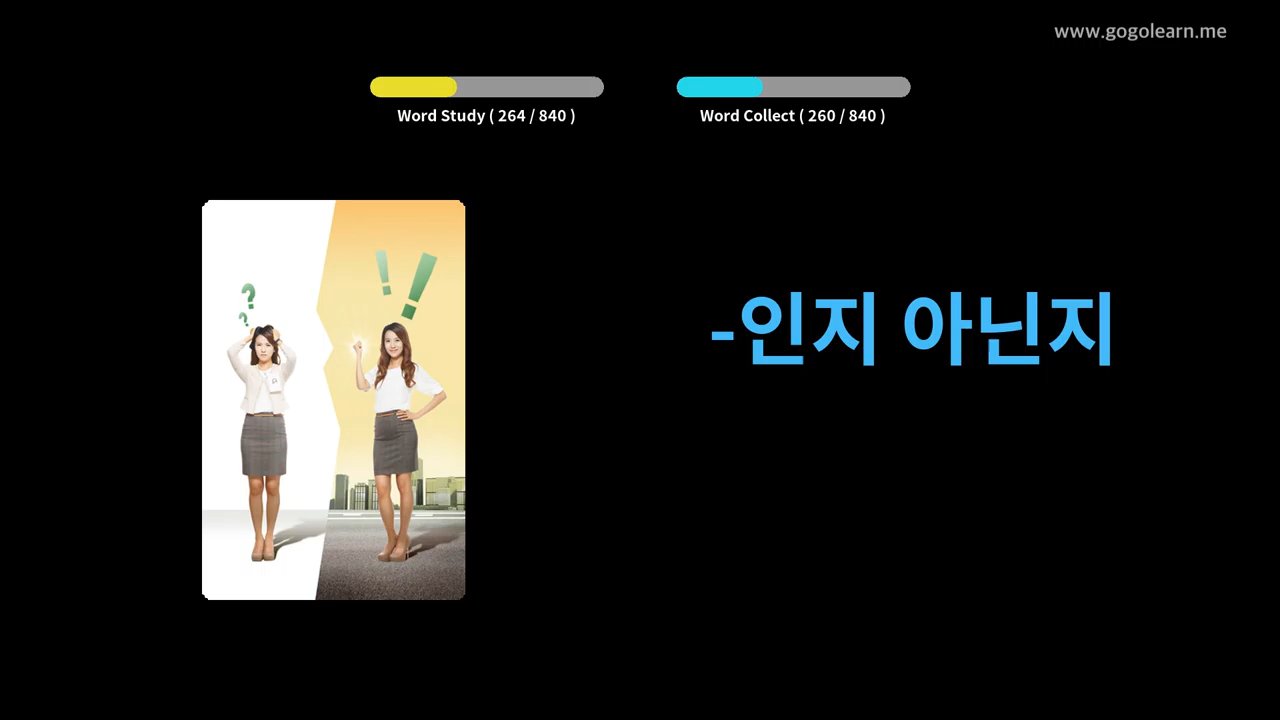 www.gogolearn.me
Word Study ( 264 / 840 )
Word Collect ( 260 / 840 )
? ?
! !
-인지 아닌지